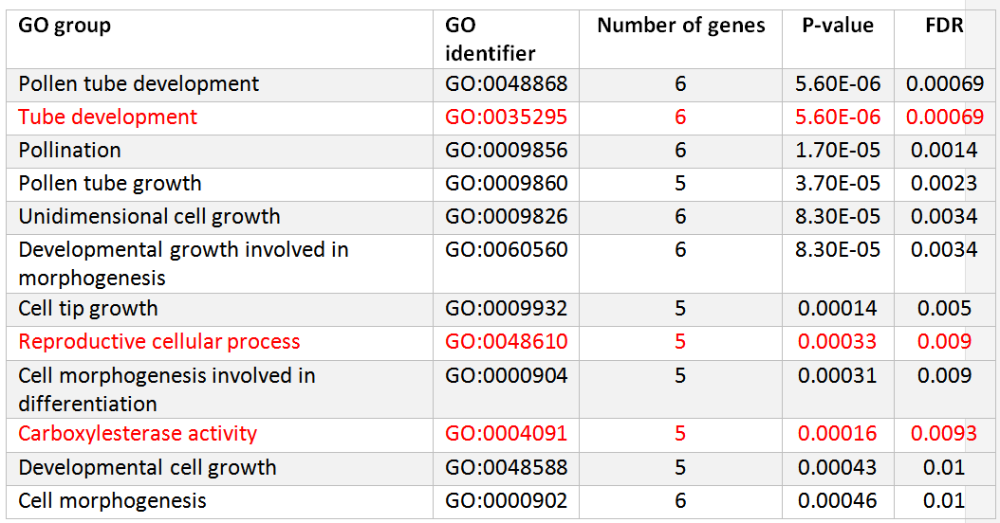 GO group GO identifier Number of genes P-value FDR
Pollen tube development GO:0048868 6 5.60E-06 0.00069
Tube development GO:0035295 6 5.60E-06 0.00069
Pollination GO:0009856 6 1.70E-05 0.0014
Pollen tube growth GO:0009860 5 3.70E-05 0.0023
Unidimensional cell growth GO:0009826 6 8.30E-05 0.0034
Developmental growth involved in morphogenesis GO:0060560 6 8.30E-05 0.0034
Cell tip growth GO:0009932 5 0.00014 0.005
Reproductive cellular process GO:0048610 5 0.00033 0.009
Cell morphogenesis involved in differentiation GO:0000904 5 0.00031 0.009
Carboxylesterase activity GO:0004091 5 0.00016 0.0093
Developmental cell growth GO:0048588 5 0.00043 0.01
Cell morphogenesis GO:0000902 6 0.00046 0.01